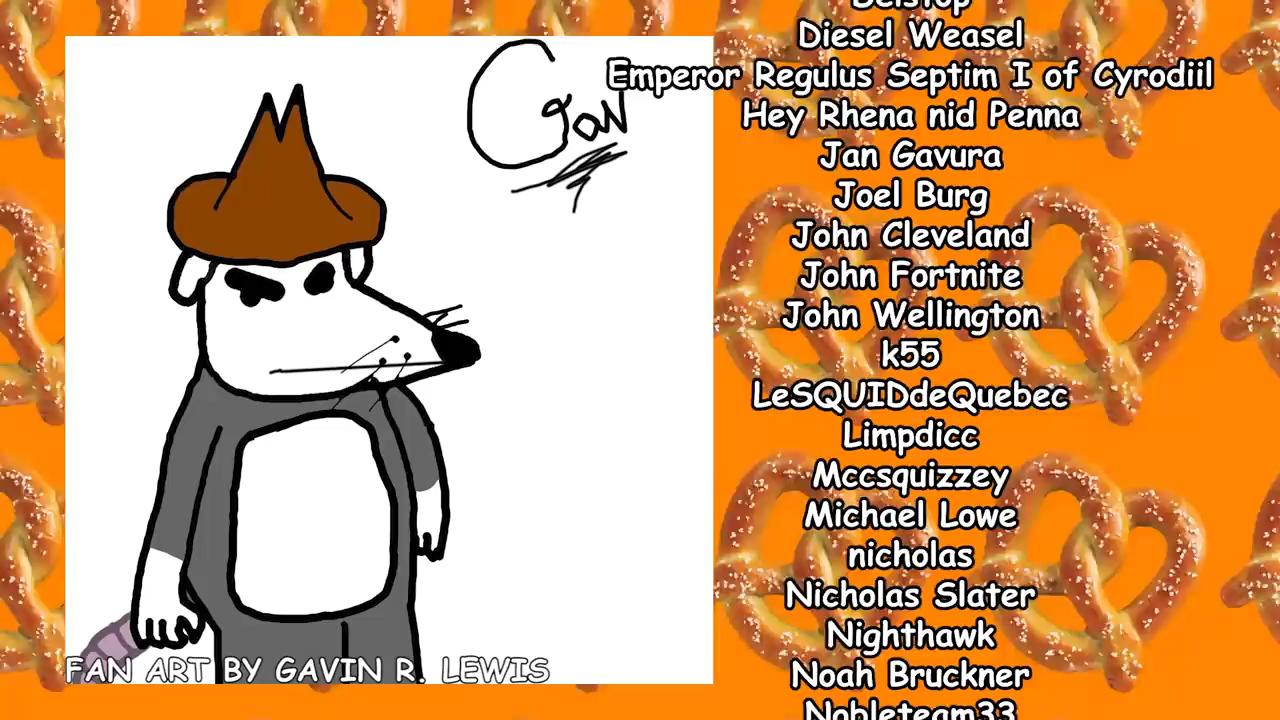 Gav
FAN ART BY GAVIN R. LEWIS
Diesel Weasel
Emperor Regulus Septim I of Cyrodiil
Hey Rhena nid Penna
Jan Gavura
Joel Burg
John Cleveland
John Fortnite
John Wellington
k55
LeSQUIDdeQuebec
Limpdicc
Mccsquizzey
Michael Lowe
nicholas
Nicholas Slater
Nighthawk
Noah Bruckner
Nobleteam33